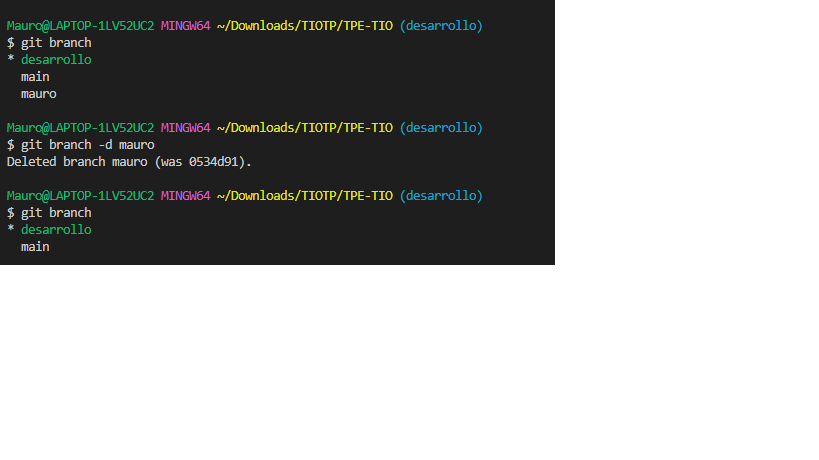 Mauro@LAPTOP-1LV52UC2 MINGW64 ~/Downloads/TIOTP/TPE-TIO (desarrollo)
$ git branch
* desarrollo
  main
  mauro
Mauro@LAPTOP-1LV52UC2 MINGW64 ~/Downloads/TIOTP/TPE-TIO (desarrollo)
$ git branch -d mauro
Deleted branch mauro (was 0534d91).
Mauro@LAPTOP-1LV52UC2 MINGW64 ~/Downloads/TIOTP/TPE-TIO (desarrollo)
$ git branch
* desarrollo
  main